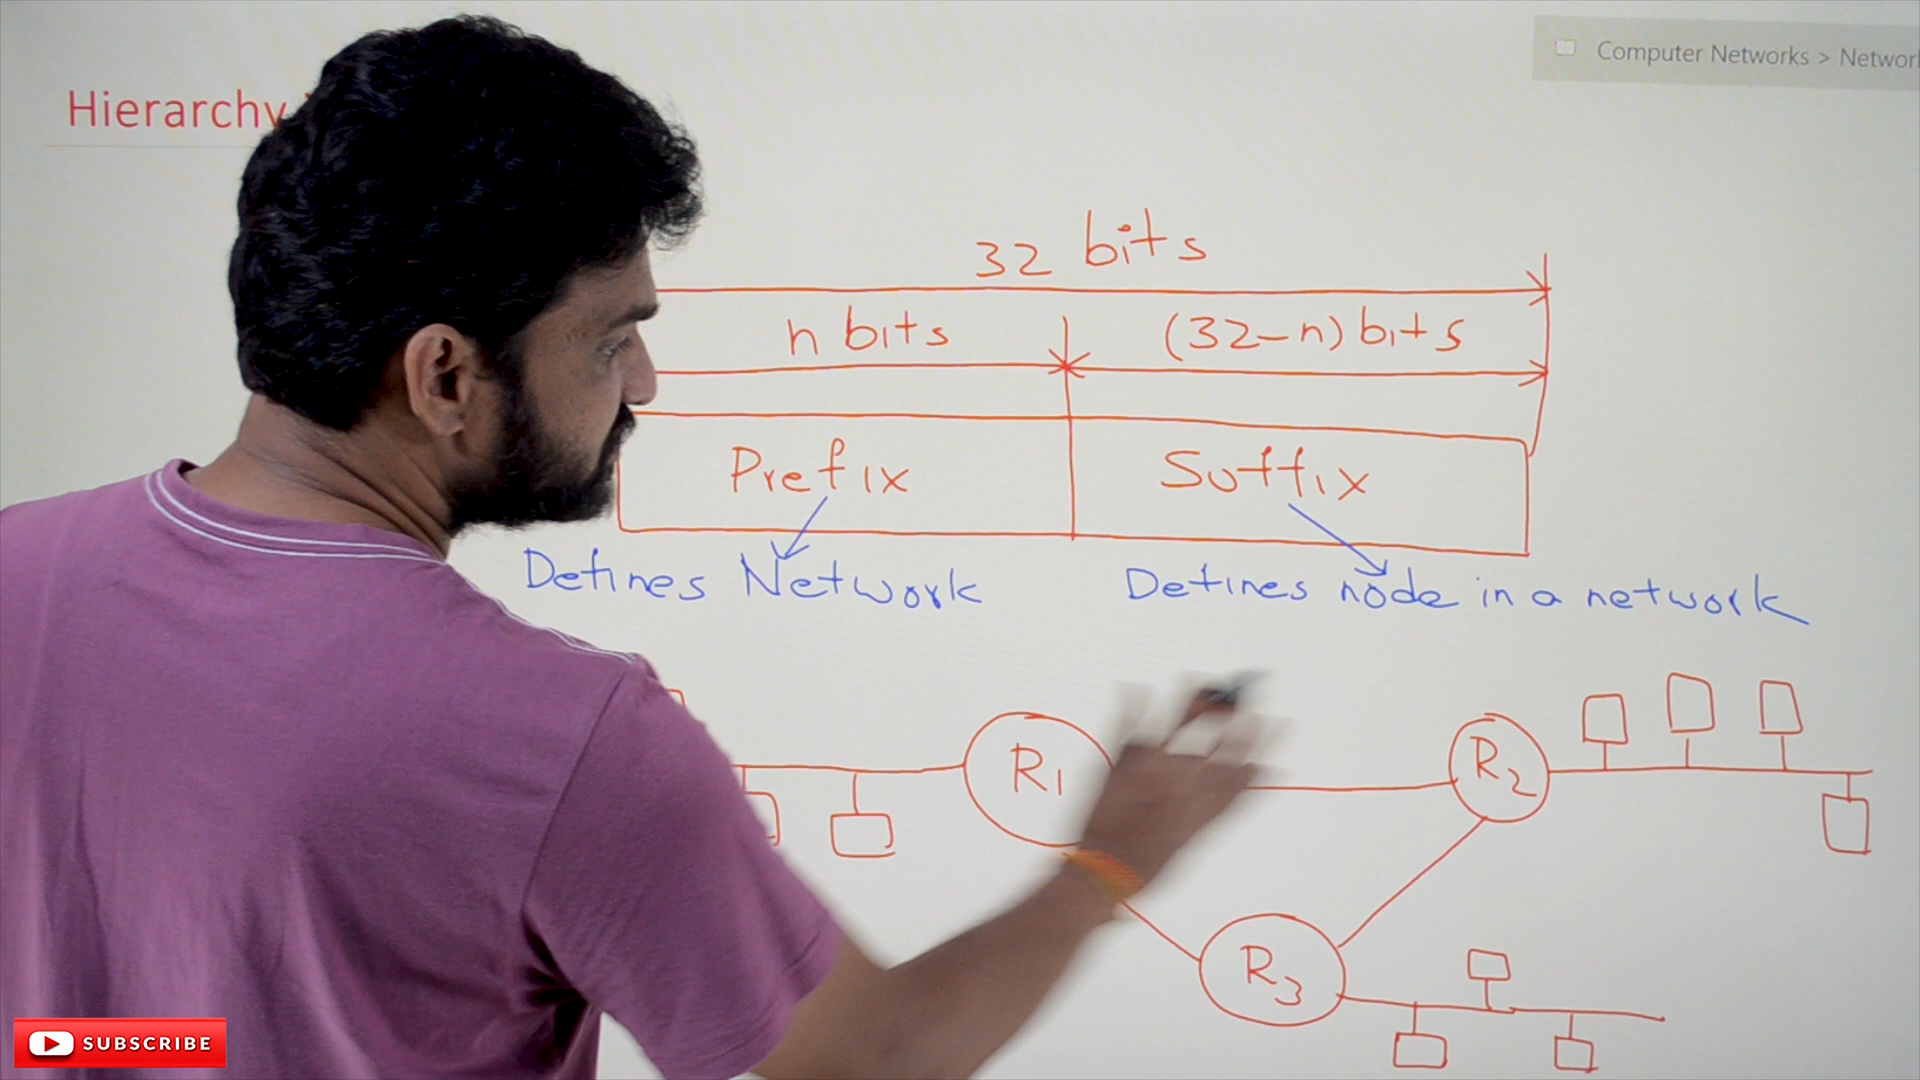 Computer Networks >
Hierarchy
32 bits
n bits
(32-n) bits
Prefix
Suffix
Defines Network
Defines node in a network
R1
R2
R3
SUBSCRIBE